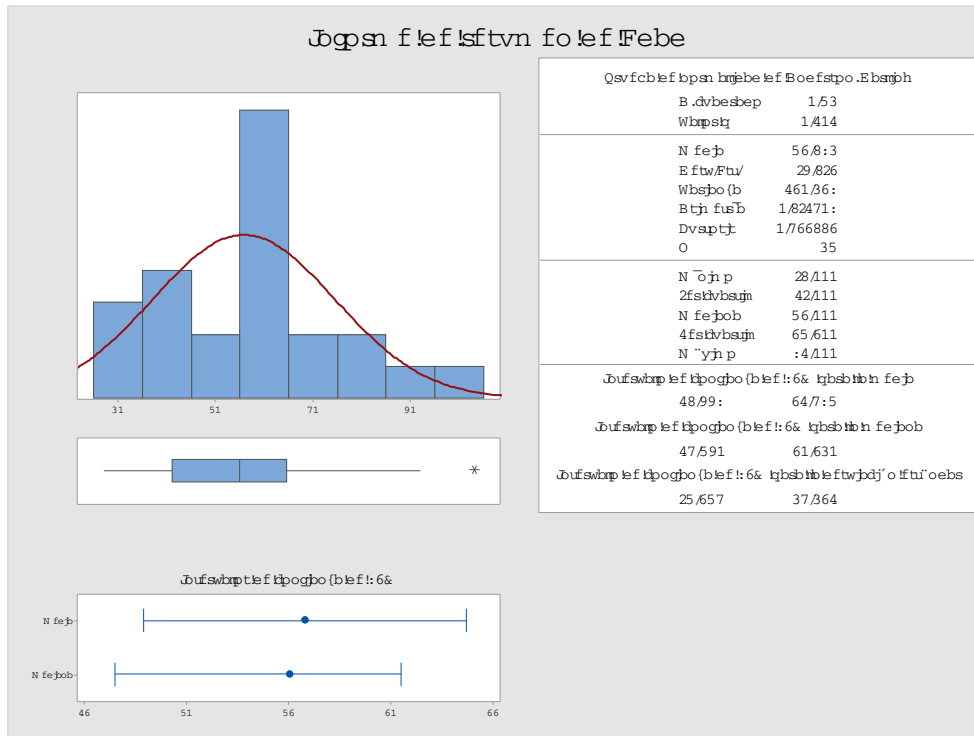 Jogpsn f!ef!sftvn fo!ef!Febe
Qsvfcb!ef!opsn bmjebe!ef!Boefstpo.Ebsmjoh
B.dvbesbep 1/53
Wbmps!q 1/414
N fejb 56/8:3
Eftw/Ftu/ 29/826
Wbsjbo{b 461/36:
Btjn fus̄b 1/82471:
Dvsuptjt 1/766886
O 35
N ¯ojn p 28/111
2fs!dvbsujm 42/111
N fejbob 56/111
4fs!dvbsujm 65/611
N ¨yjn p :4/111
Joufswbmp!ef!dpogjbo{b!ef!:6& !qbsb!mb!n fejb
48/99: 64/7:5
Joufswbmp!ef!dpogjbo{b!ef!:6& !qbsb!mb!n fejbob
47/591 61/631
Joufswbmp!ef!dpogjbo{b!ef!:6& !qbsb!mb!eftwjbdj´o!ftu¨oebs
25/657 37/364
31 51 71 91
Joufswbmpt!ef!dpogjbo{b!ef!:6&
N fejb
N fejbob
46 51 56 61 66